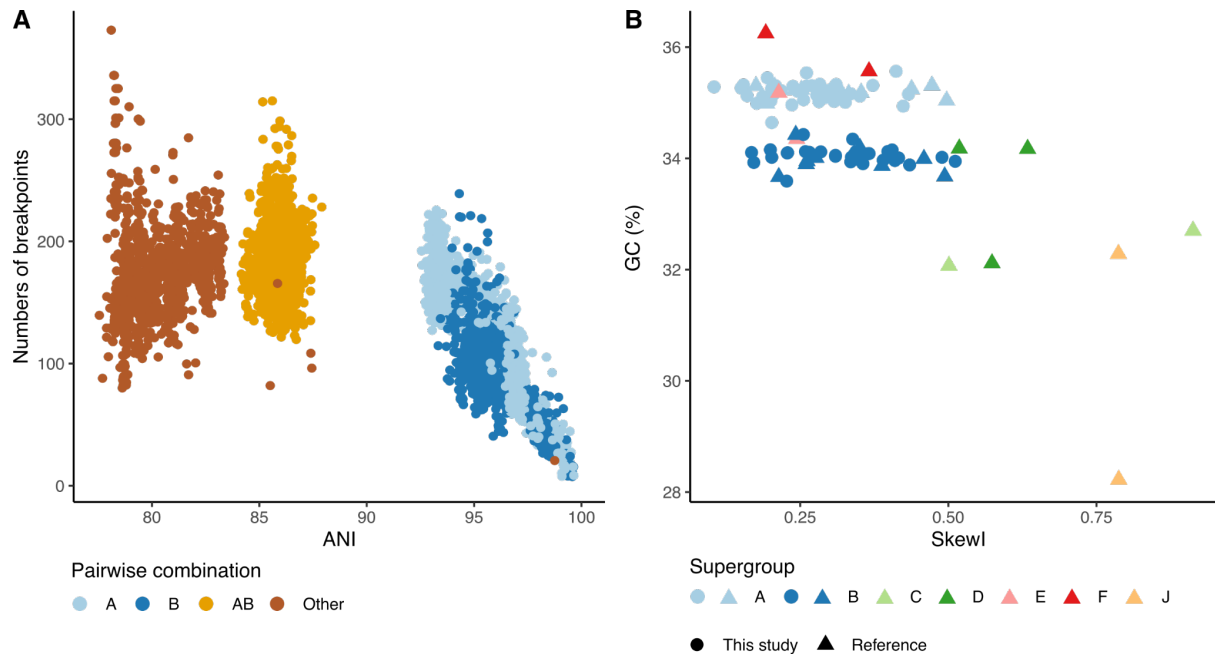 A
Numbers of breakpoints
300
200
100
0
80 85 90 95 100
ANI
Pairwise combination
A B AB Other
B
GC (%)
36
34
32
30
28
0.25 0.50 0.75
SkewI
Supergroup
A B C D E F J
This study Reference